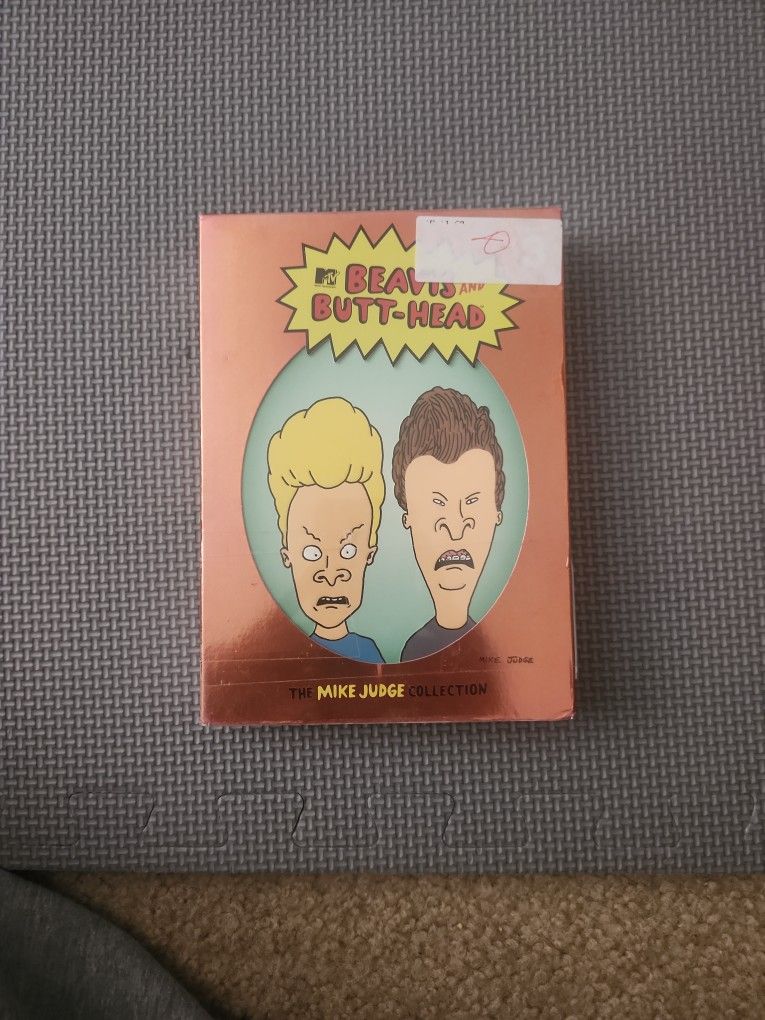 MTV
BEAVIS AND
BUTT-HEAD
MIKE JUDGE
THE MIKE JUDGE COLLECTION